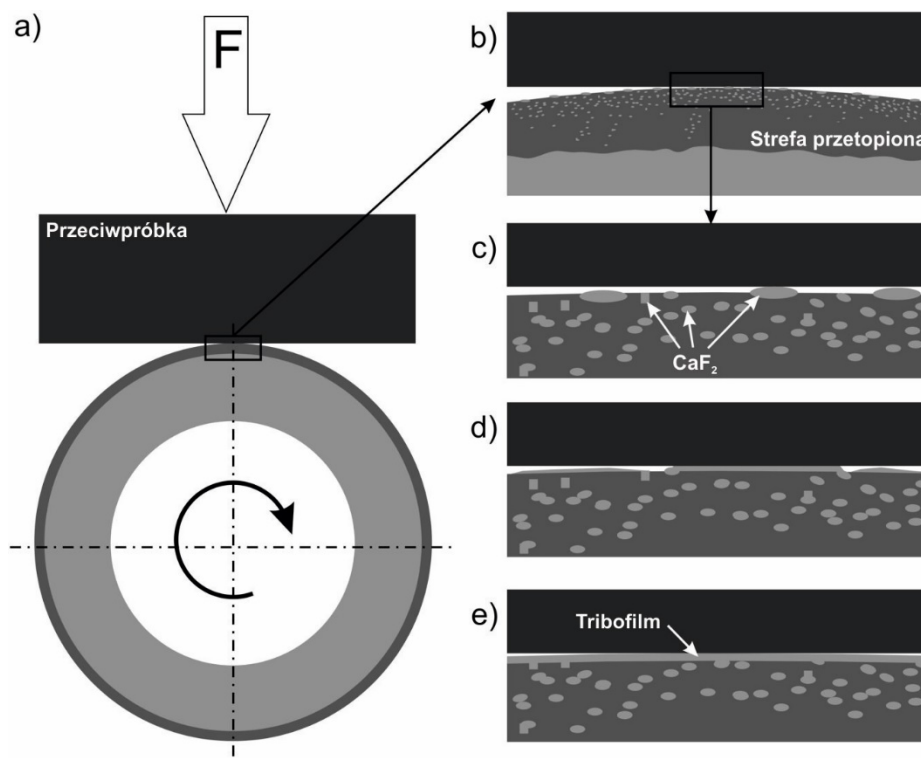 a)
F
Przeciwpróbka
b)
Strefa przetopiona
c)
CaF₂
d)
e)
Tribofilm